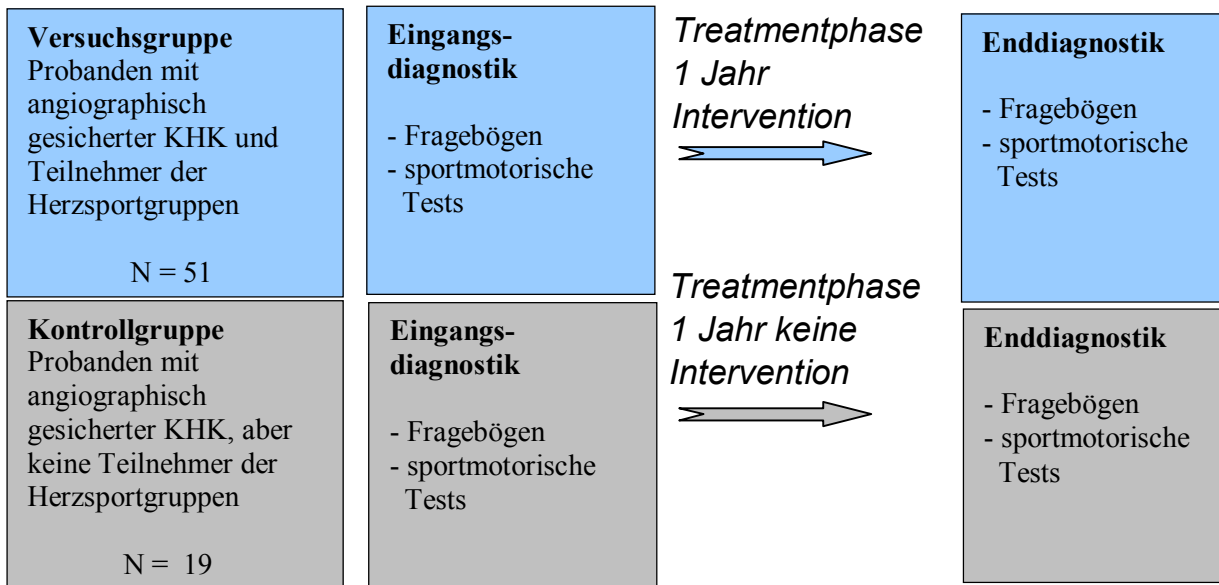 Versuchsgruppe
Probanden mit
angiographisch
gesicherter KHK und
Teilnehmer der
Herzsportgruppen
N = 51
Eingangs-
diagnostik
- Fragebögen
- sportmotorische
Tests
Treatmentphase
1 Jahr
Intervention
Enddiagnostik
- Fragebögen
- sportmotorische
Tests
Kontrollgruppe
Probanden mit
angiographisch
gesicherter KHK, aber
keine Teilnehmer der
Herzsportgruppen
N = 19
Eingangs-
diagnostik
- Fragebögen
- sportmotorische
Tests
Treatmentphase
1 Jahr keine
Intervention
Enddiagnostik
- Fragebögen
- sportmotorische
Tests